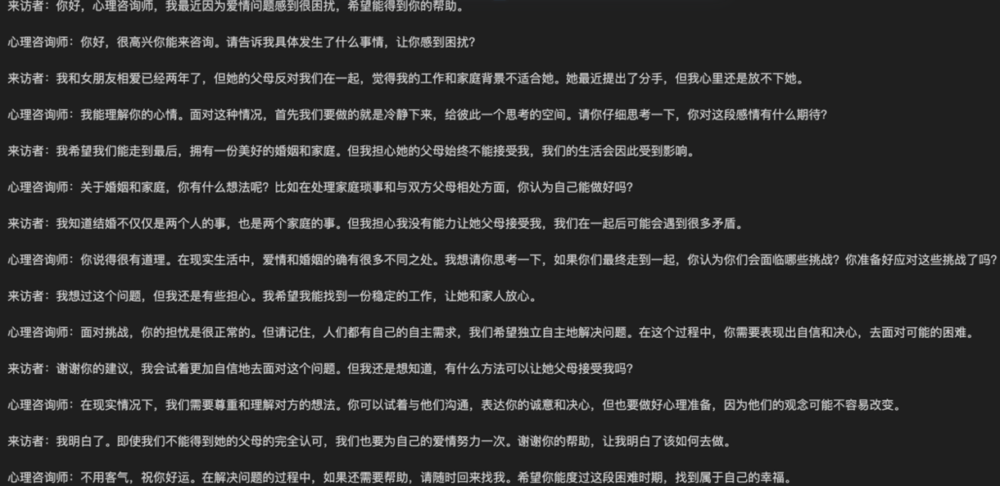 来访者：你好，心理咨询师，我最近因为爱情问题感到很困扰，希望能得到你的帮助。
心理咨询师：你好，很高兴你能来咨询。请告诉我具体发生了什么事情，让你感到困扰？
来访者：我和女朋友相爱已经两年了，但她的父母反对我们在一起，觉得我的工作和家庭背景不适合她。她最近提出了分手，但我心里还是放不下她。
心理咨询师：我能理解你的心情。面对这种情况，首先我们要做的就是冷静下来，给彼此一个思考的空间。请你仔细思考一下，你对这段感情有什么期待？
来访者：我希望我们能走到最后，拥有一份美好的婚姻和家庭。但我担心她的父母始终不能接受我，我们的生活会因此受到影响。
心理咨询师：关于婚姻和家庭，你有什么想法呢？比如在处理家庭琐事和与双方父母相处方面，你认为自己能做好吗？
来访者：我知道结婚不仅仅是两个人的事，也是两个家庭的事。但我担心我没有能力让她父母接受我，我们在一起后可能会遇到很多矛盾。
心理咨询师：你说得很有道理。在现实生活中，爱情和婚姻的确有很多不同之处。我想请你思考一下，如果你们最终走到一起，你认为你们会面临哪些挑战？你准备好应对这些挑战了吗？
来访者：我想过这个问题，但我还是有些担心。我希望我能找到一份稳定的工作，让她和家人放心。
心理咨询师：面对挑战，你的担忧是很正常的。但请记住，人们都有自己的自主需求，我们希望独立自主地解决问题。在这个过程中，你需要表现出自信和决心，去面对可能的困难。
来访者：谢谢你的建议，我会试着更加自信地去面对这个问题。但我还是想知道，有什么方法可以让她父母接受我吗？
心理咨询师：在现实情况下，我们需要尊重和理解对方的想法。你可以试着与他们沟通，表达你的诚意和决心，但也要做好心理准备，因为他们的观念可能不容易改变。
来访者：我明白了。即使我们不能得到她的父母的完全认可，我们也要为自己的爱情努力一次。谢谢你的帮助，让我明白了该如何去做。
心理咨询师：不用客气，祝你好运。在解决问题的过程中，如果还需要帮助，请随时回来找我。希望你能度过这段困难时期，找到属于自己的幸福。